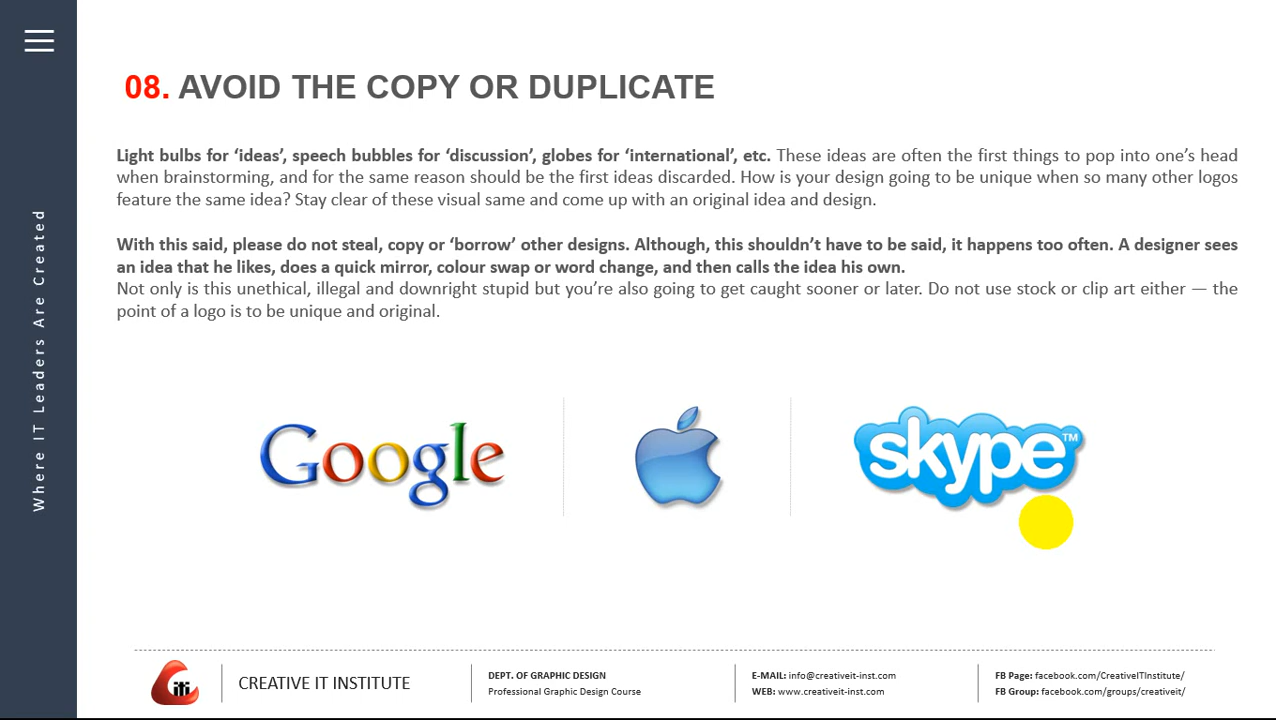 08. AVOID THE COPY OR DUPLICATE
Light bulbs for ‘ideas’, speech bubbles for ‘discussion’, globes for ‘international’, etc. These ideas are often the first things to pop into one’s head
when brainstorming, and for the same reason should be the first ideas discarded. How is your design going to be unique when so many other logos
feature the same idea? Stay clear of these visual same and come up with an original idea and design.
With this said, please do not steal, copy or ‘borrow’ other designs. Although, this shouldn’t have to be said, it happens too often. A designer sees
an idea that he likes, does a quick mirror, colour swap or word change, and then calls the idea his own.
Not only is this unethical, illegal and downright stupid but you’re also going to get caught sooner or later. Do not use stock or clip art either — the
point of a logo is to be unique and original.
Where IT Leaders Are Created
Google
skype™
iti
CREATIVE IT INSTITUTE
DEPT. OF GRAPHIC DESIGN
Professional Graphic Design Course
E-MAIL: info@creativeit-inst.com
WEB: www.creativeit-inst.com
FB Page: facebook.com/CreativeITInstitute/
FB Group: facebook.com/groups/creativeit/